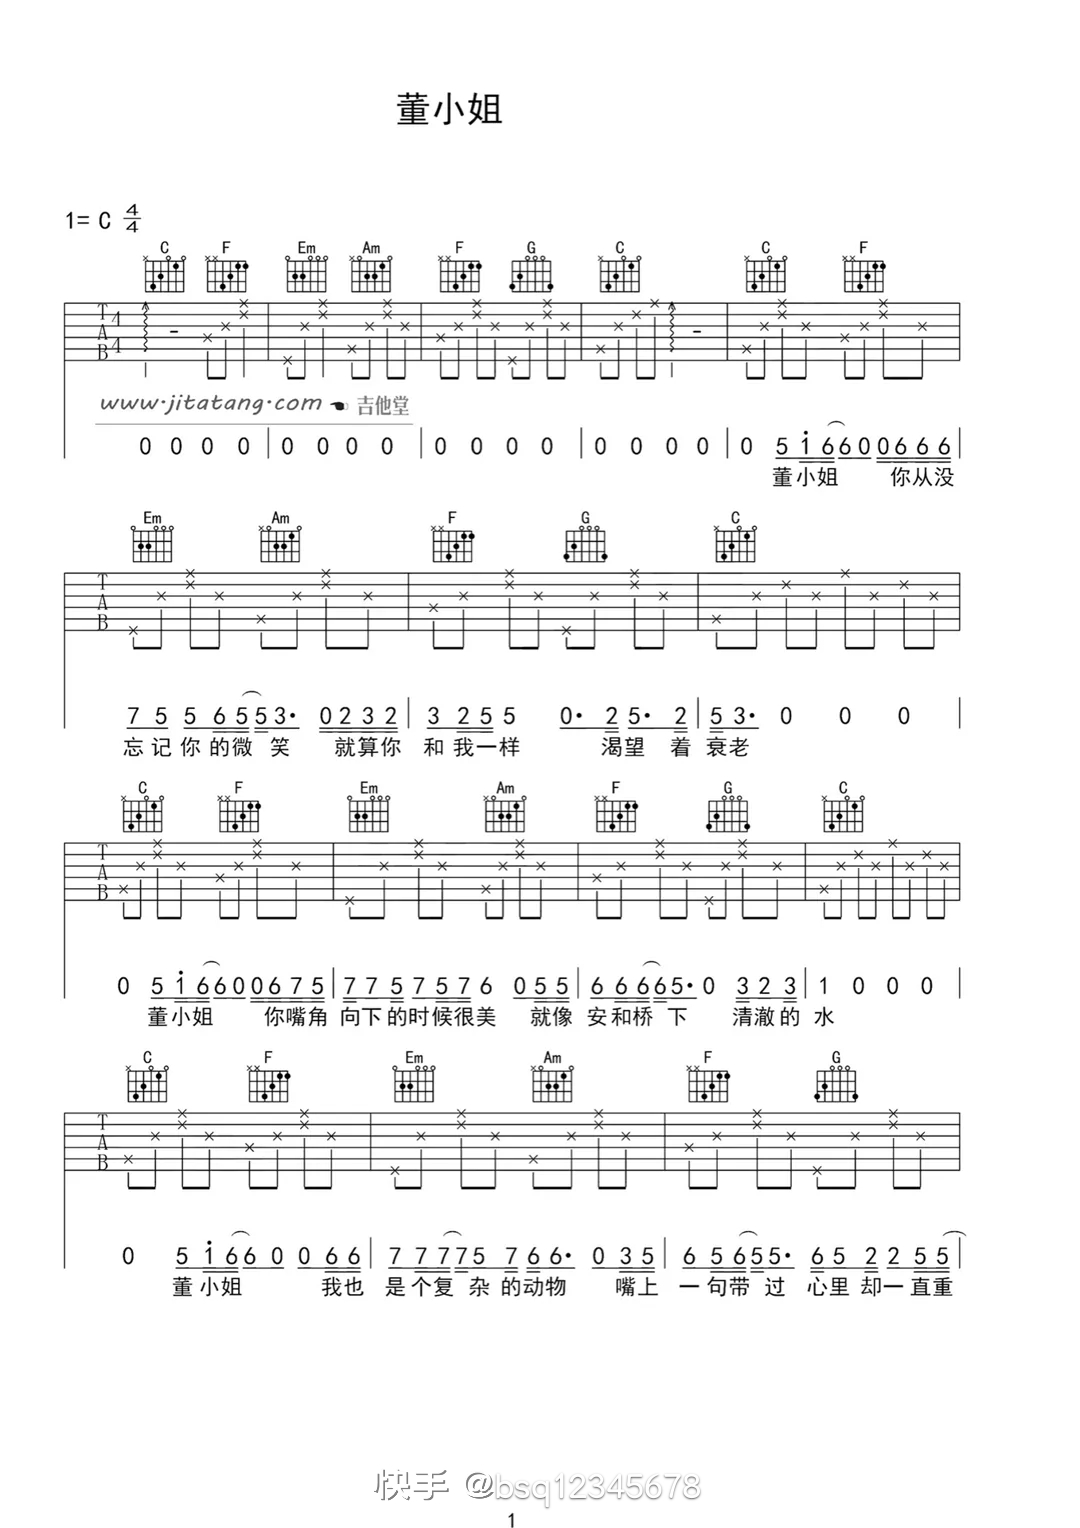 董小姐
1= C 4/4
C F Em Am F G C C F
T A B 4 4
www.jitatang.com 吉他堂
0 0 0 0 | 0 0 0 0 | 0 0 0 0 | 0 0 0 0 | 0 5 i 6 6 0 0 6 6 6
董小姐 你从没
Em Am F G C
T A B
7 5 5 6 5 5 3· 0 2 3 2 | 3 2 5 5 0· 2 5· 2 | 5 3· 0 0 0
忘记你的微笑 就算你 和我一样 渴望着 衰老
C F Em Am F G C
T A B
0 5 i 6 6 0 0 6 7 5 | 7 7 5 7 5 7 6 0 5 5 | 6 6 6 6 5· 0 3 2 3 | 1 0 0 0
董小姐 你嘴角 向下的时候很美 就像 安和桥下 清澈的 水
C F Em Am F G
T A B
0 5 i 6 6 0 0 6 6 | 7 7 7 7 5 7 6 6· 0 3 5 | 6 5 6 5 5· 6 5 2 2 5 5
董小姐 我也 是个复杂的动物 嘴上 一句带过 心里却一直重
快手 @bsq12345678
1